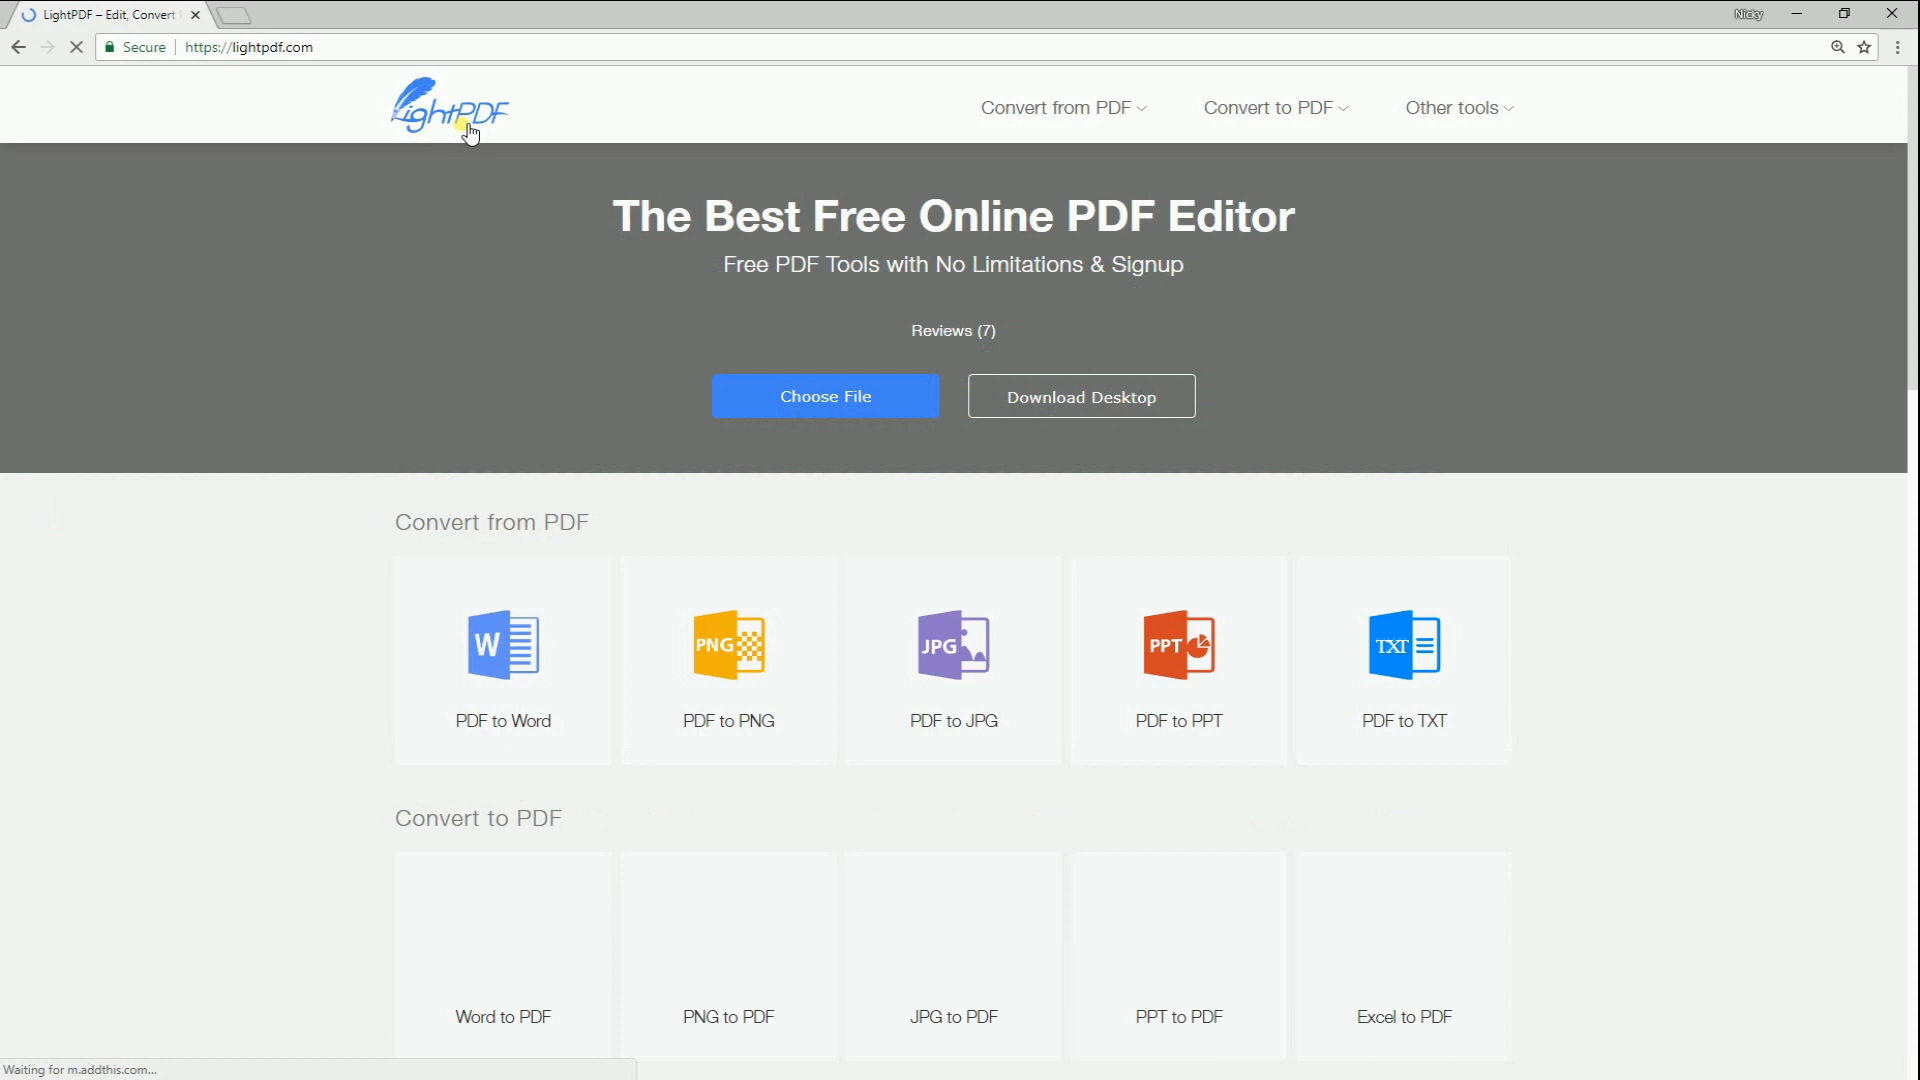 LightPDF – Edit, Convert
Nicky
Secure
https://lightpdf.com
LightPDF
Convert from PDF
Convert to PDF
Other tools
The Best Free Online PDF Editor
Free PDF Tools with No Limitations & Signup
Reviews (7)
Choose File
Download Desktop
Convert from PDF
W
PNG
JPG
PPT
TXT
PDF to Word
PDF to PNG
PDF to JPG
PDF to PPT
PDF to TXT
Convert to PDF
Word to PDF
PNG to PDF
JPG to PDF
PPT to PDF
Excel to PDF
Waiting for m.addthis.com...